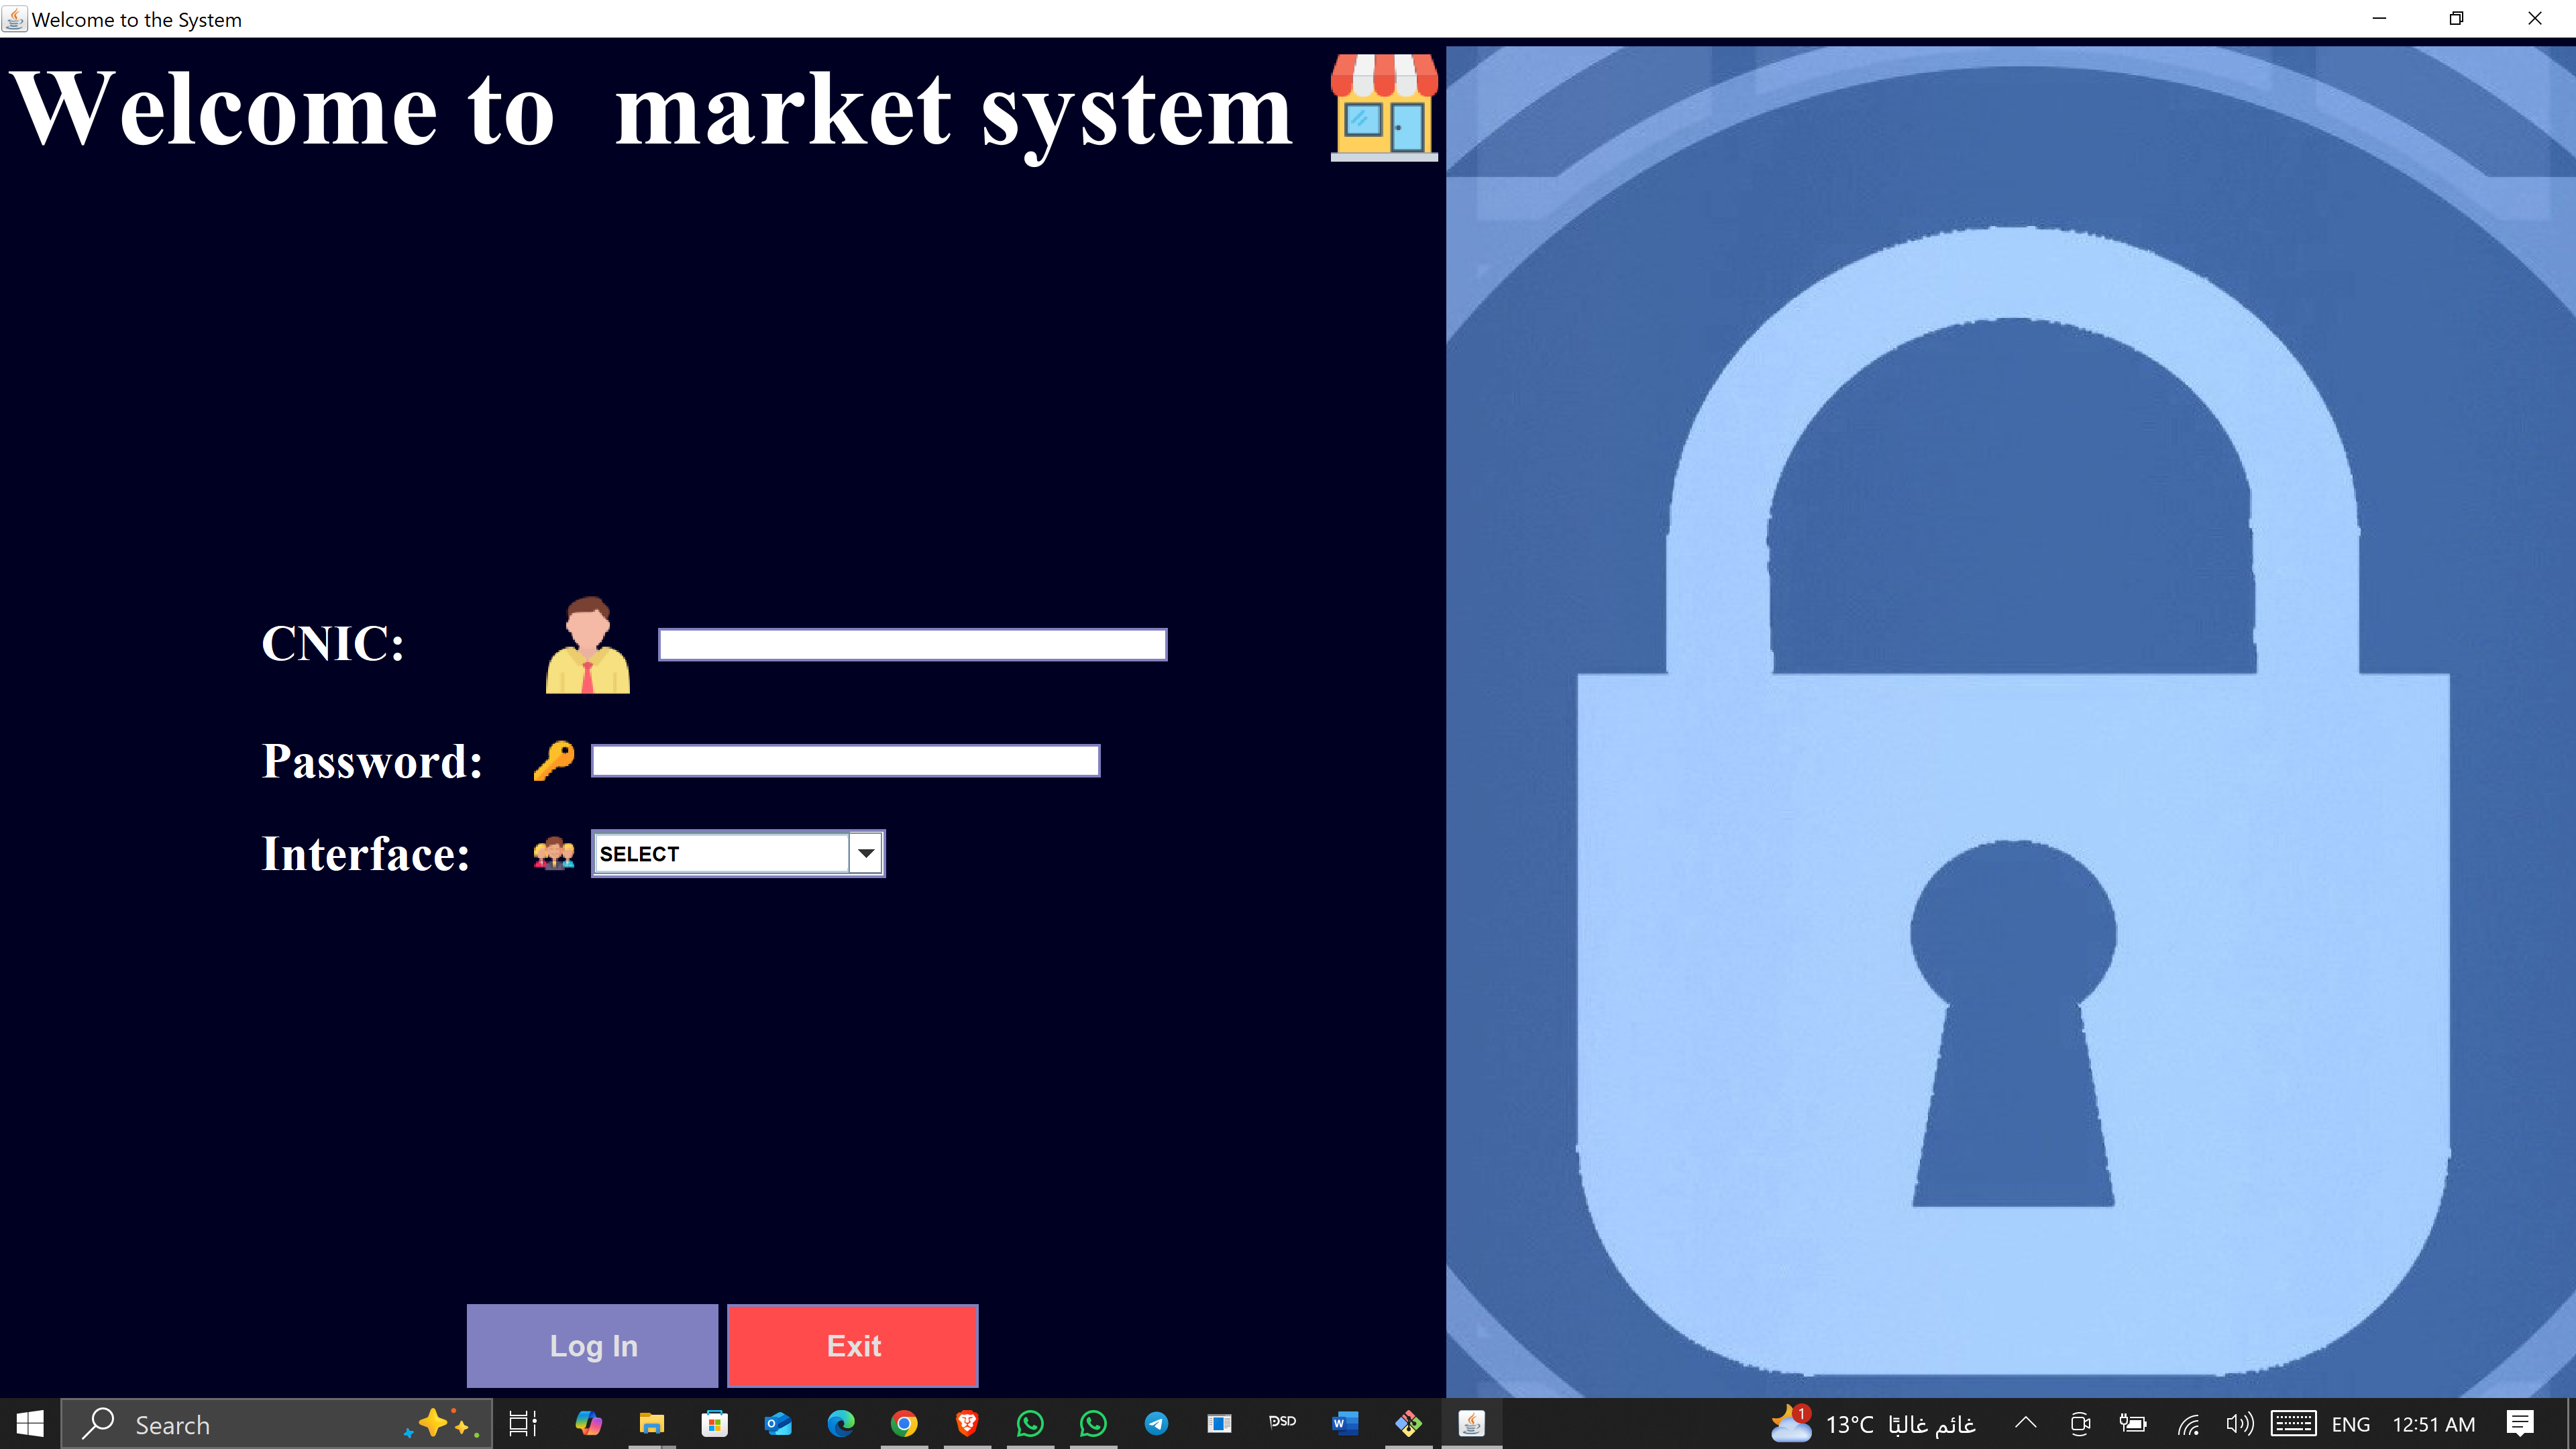 Welcome to the System
Welcome to market system
CNIC:
Password:
Interface:
SELECT
Log In
Exit
Search
PSD
1
13°C غائم غالبًا
ENG
12:51 AM